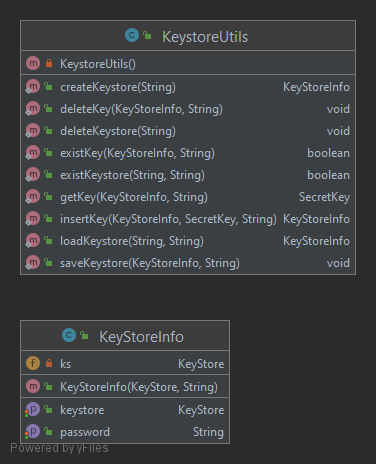 KeystoreUtils
KeystoreUtils()
createKeystore(String) KeyStoreInfo
deleteKey(KeyStoreInfo, String) void
deleteKeystore(String) void
existKey(KeyStoreInfo, String) boolean
existKeystore(String, String) boolean
getKey(KeyStoreInfo, String) SecretKey
insertKey(KeyStoreInfo, SecretKey, String) KeyStoreInfo
loadKeystore(String, String) KeyStoreInfo
saveKeystore(KeyStoreInfo, String) void
KeyStoreInfo
ks KeyStore
KeyStoreInfo(KeyStore, String)
keystore KeyStore
password String
Powered by yFiles